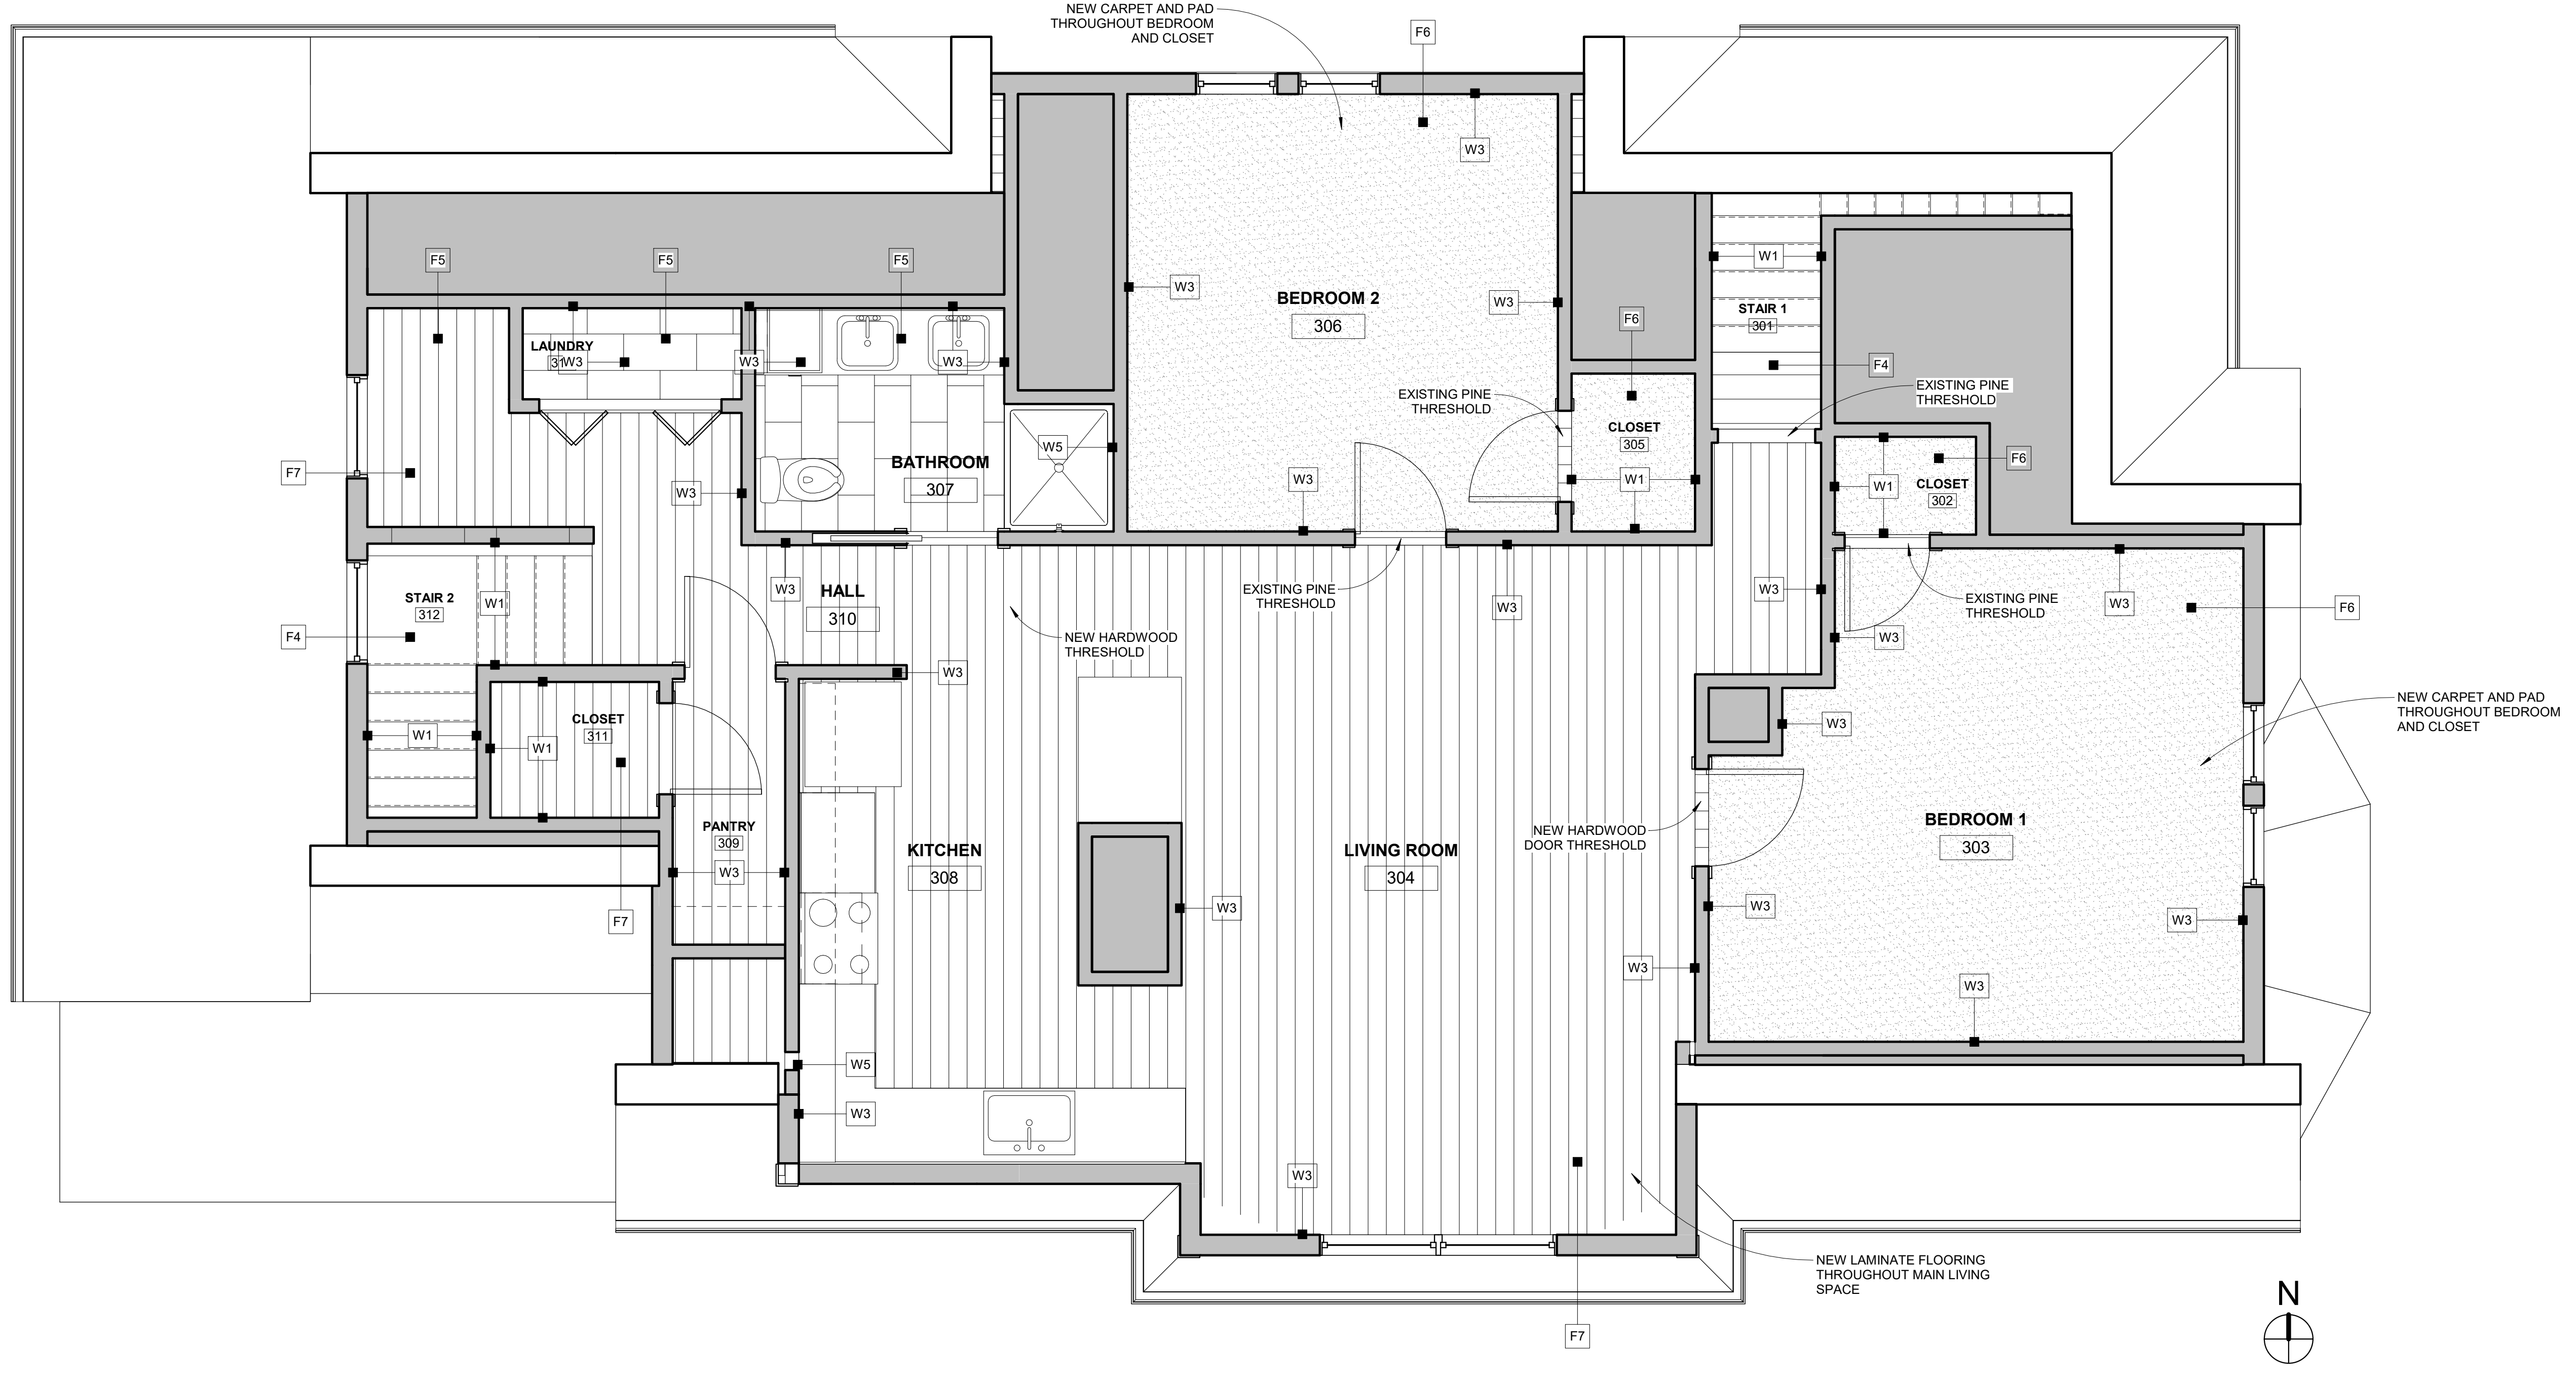 NEW CARPET AND PAD
THROUGHOUT BEDROOM
AND CLOSET
F6
W3
F5
F5
F5
W3
BEDROOM 2
306
W3
W1
STAIR 1
301
F6
F4
LAUNDRY
31
W3
W3
W3
EXISTING PINE
THRESHOLD
EXISTING PINE
THRESHOLD
CLOSET
305
W5
BATHROOM
307
F7
W3
W3
W1
F6
W1
CLOSET
302
EXISTING PINE
THRESHOLD
EXISTING PINE
THRESHOLD
STAIR 2
312
W1
W3
HALL
310
W3
W3
W3
F6
F4
NEW HARDWOOD
THRESHOLD
W3
W3
NEW CARPET AND PAD
THROUGHOUT BEDROOM
AND CLOSET
CLOSET
311
W1
W1
W3
PANTRY
309
W3
KITCHEN
308
LIVING ROOM
304
NEW HARDWOOD
DOOR THRESHOLD
BEDROOM 1
303
F7
W3
W3
W3
W3
W3
W5
W3
W3
NEW LAMINATE FLOORING
THROUGHOUT MAIN LIVING
SPACE
F7
N